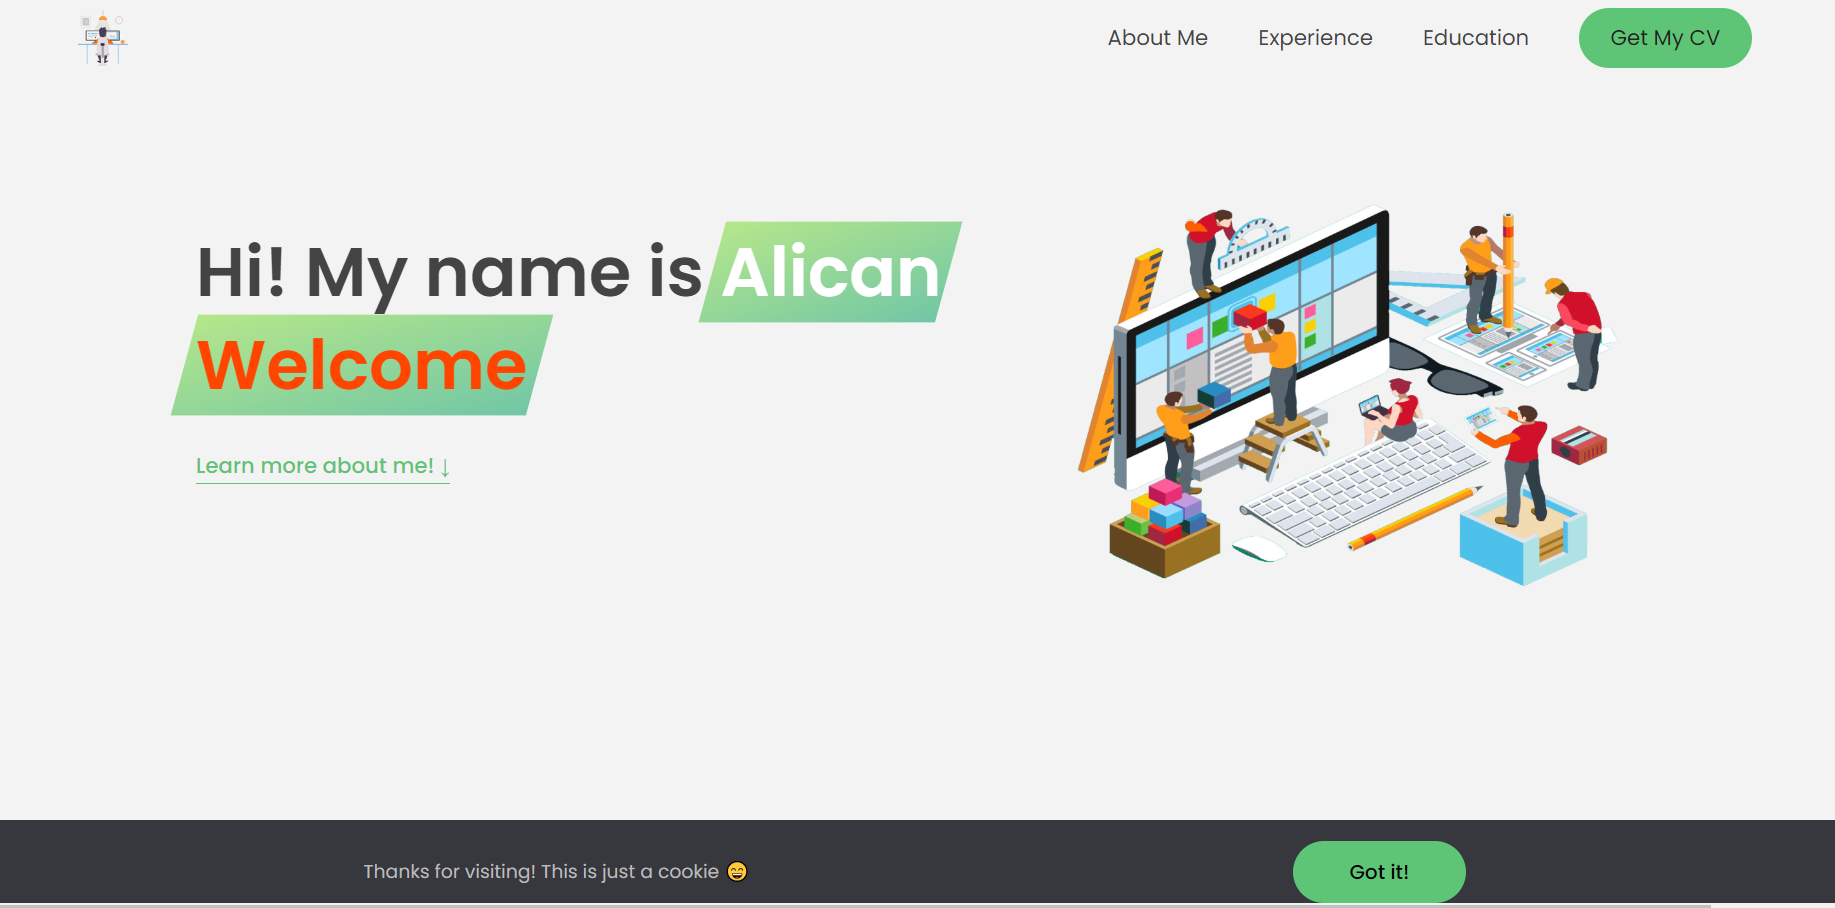 About Me Experience Education Get My CV
Hi! My name is Alican
Welcome
Learn more about me! ↓
Thanks for visiting! This is just a cookie 😄 Got it!